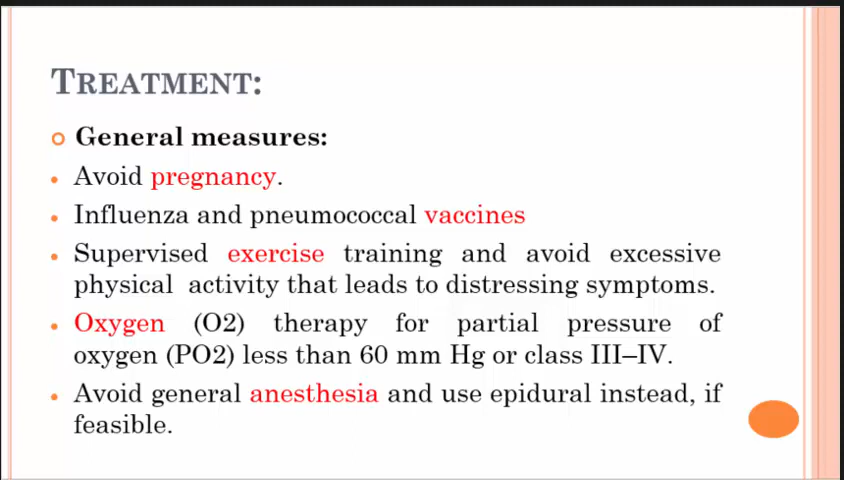 TREATMENT:
General measures:
Avoid pregnancy.
Influenza and pneumococcal vaccines
Supervised exercise training and avoid excessive
physical activity that leads to distressing symptoms.
Oxygen (O2) therapy for partial pressure of
oxygen (PO2) less than 60 mm Hg or class III–IV.
Avoid general anesthesia and use epidural instead, if
feasible.